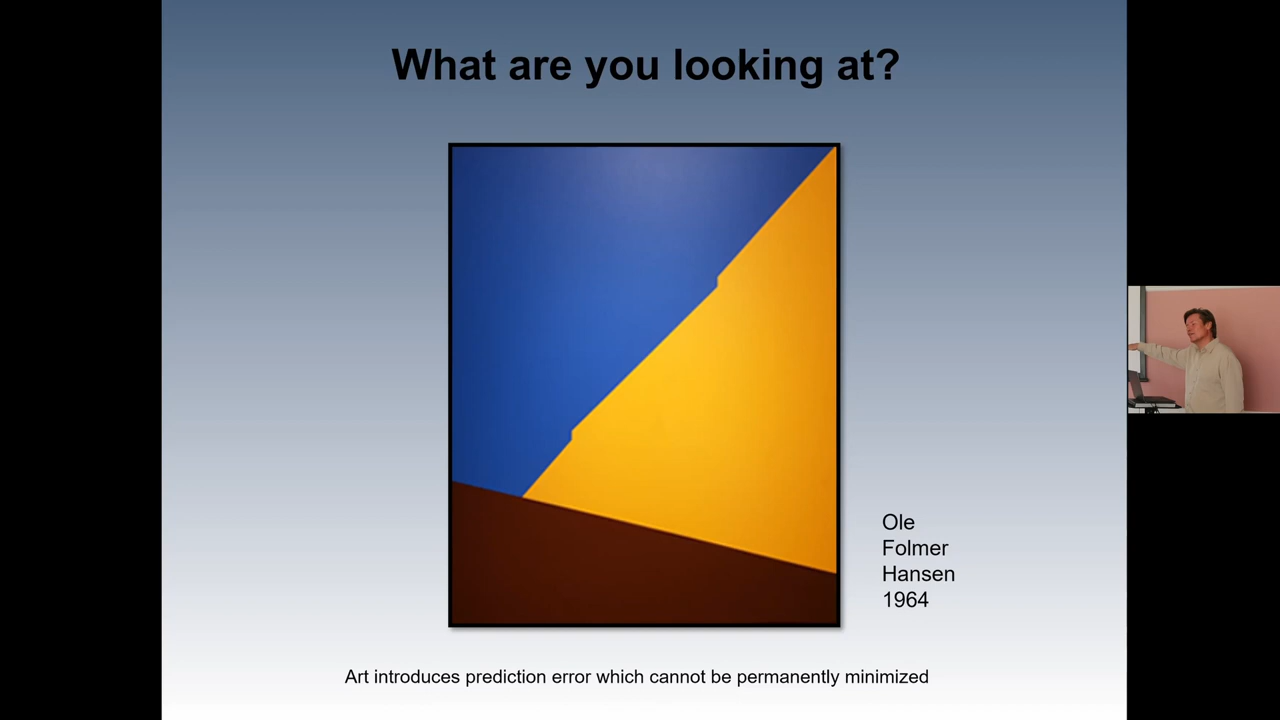 What are you looking at?
Ole
Folmer
Hansen
1964
Art introduces prediction error which cannot be permanently minimized